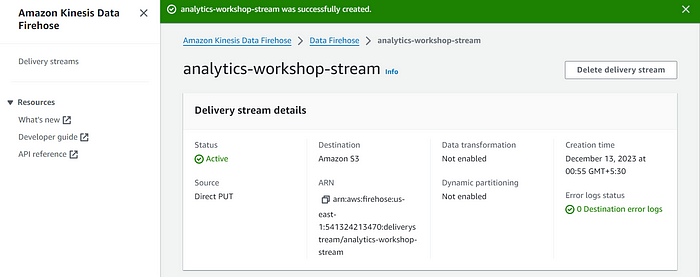 Amazon Kinesis Data
Firehose
Delivery streams
Resources
What's new
Developer guide
API reference
analytics-workshop-stream was successfully created.
Amazon Kinesis Data Firehose
Data Firehose
analytics-workshop-stream
analytics-workshop-stream Info
Delete delivery stream
Delivery stream details
Status
Active
Source
Direct PUT
Destination
Amazon S3
ARN
arn:aws:firehose:us-
east-
1:541324213470:deliverys
tream/analytics-workshop-
stream
Data transformation
Not enabled
Dynamic partitioning
Not enabled
Creation time
December 13, 2023 at
00:55 GMT+5:30
Error logs status
0 Destination error logs